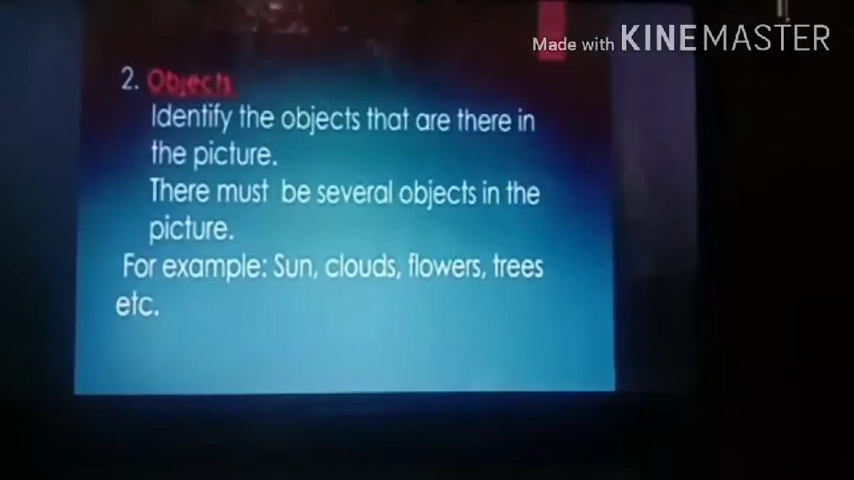 Made with KINEMASTER
2. Objects
Identify the objects that are there in
the picture.
There must be several objects in the
picture.
For example: Sun, clouds, flowers, trees
etc.